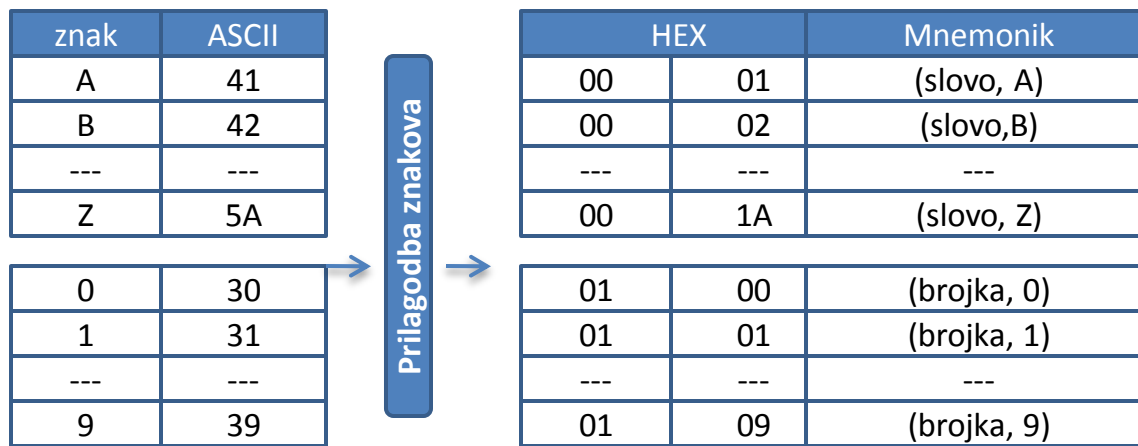 znak ASCII
A 41
B 42
--- ---
Z 5A
0 30
1 31
--- ---
9 39
Prilagodba znakova
HEX Mnemonik
00 01 (slovo, A)
00 02 (slovo,B)
--- --- ---
00 1A (slovo, Z)
01 00 (brojka, 0)
01 01 (brojka, 1)
--- --- ---
01 09 (brojka, 9)